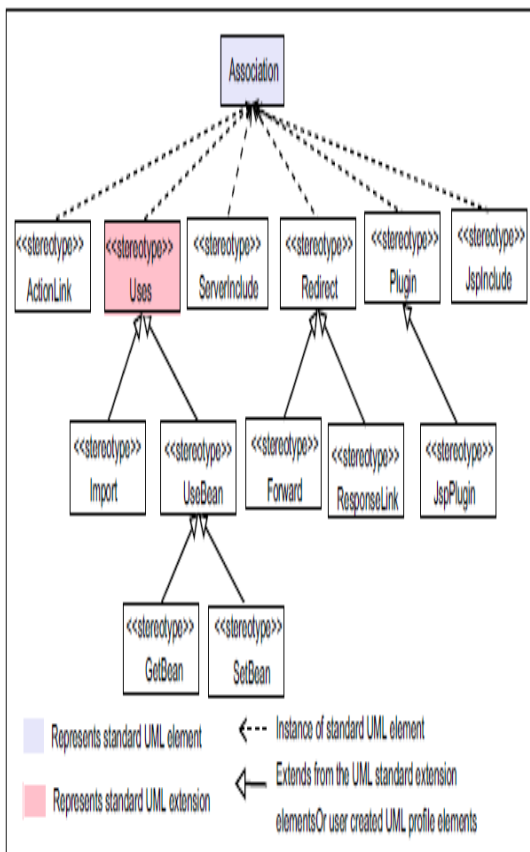 Association
<<stereotype>>
ActionLink
<<stereotype>>
Uses
<<stereotype>>
ServerInclude
<<stereotype>>
Redirect
<<stereotype>>
Plugin
<<stereotype>>
JspInclude
<<stereotype>>
Import
<<stereotype>>
UseBean
<<stereotype>>
Forward
<<stereotype>>
ResponseLink
<<stereotype>>
JspPlugin
<<stereotype>>
GetBean
<<stereotype>>
SetBean
Represents standard UML element
Instance of standard UML element
Represents standard UML extension
Extends from the UML standard extension
elementsOr user created UML profile elements